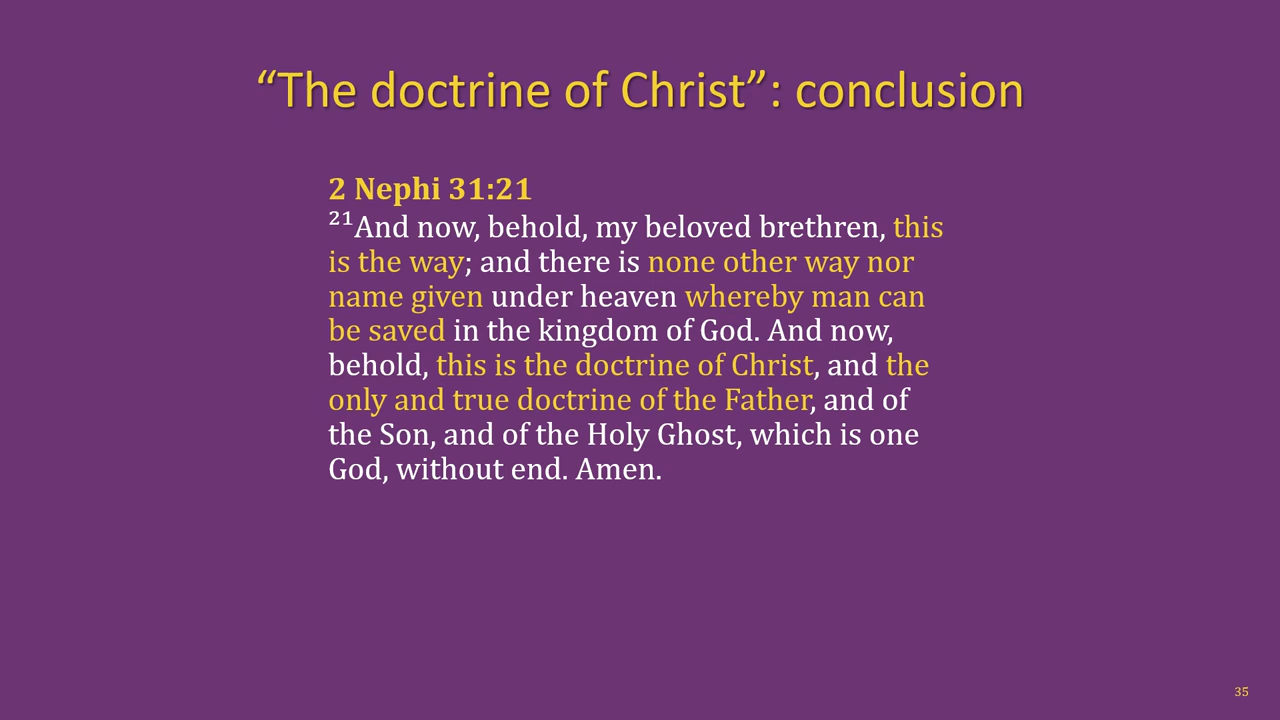 “The doctrine of Christ”: conclusion
2 Nephi 31:21
²¹And now, behold, my beloved brethren, this
is the way; and there is none other way nor
name given under heaven whereby man can
be saved in the kingdom of God. And now,
behold, this is the doctrine of Christ, and the
only and true doctrine of the Father, and of
the Son, and of the Holy Ghost, which is one
God, without end. Amen.
35